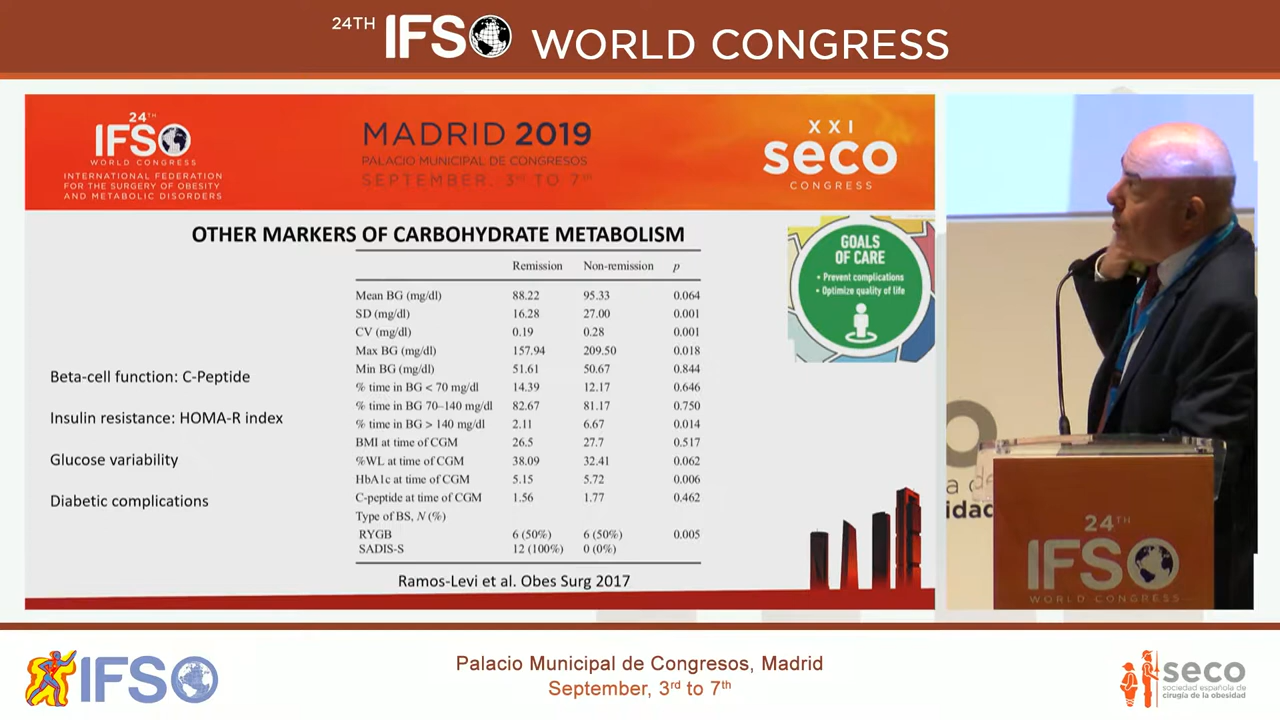 24TH IFSO WORLD CONGRESS
24TH
IFSO
WORLD CONGRESS
INTERNATIONAL FEDERATION
FOR THE SURGERY OF OBESITY
AND METABOLIC DISORDERS
MADRID 2019
PALACIO MUNICIPAL DE CONGRESOS
SEPTEMBER, 3rd TO 7th
XXI
seco
CONGRESS
OTHER MARKERS OF CARBOHYDRATE METABOLISM
GOALS
OF CARE
• Prevent complications
• Optimize quality of life
Beta-cell function: C-Peptide
Insulin resistance: HOMA-R index
Glucose variability
Diabetic complications
Remission Non-remission p
Mean BG (mg/dl) 88.22 95.33 0.064
SD (mg/dl) 16.28 27.00 0.001
CV (mg/dl) 0.19 0.28 0.001
Max BG (mg/dl) 157.94 209.50 0.018
Min BG (mg/dl) 51.61 50.67 0.844
% time in BG < 70 mg/dl 14.39 12.17 0.646
% time in BG 70–140 mg/dl 82.67 81.17 0.750
% time in BG > 140 mg/dl 2.11 6.67 0.014
BMI at time of CGM 26.5 27.7 0.517
%WL at time of CGM 38.09 32.41 0.062
HbA1c at time of CGM 5.15 5.72 0.006
C-peptide at time of CGM 1.56 1.77 0.462
Type of BS, N (%)
RYGB 6 (50%) 6 (50%) 0.005
SADIS-S 12 (100%) 0 (0%)
Ramos-Levi et al. Obes Surg 2017
24TH
IFSO
WORLD CONGRESS
IFSO
Palacio Municipal de Congresos, Madrid
September, 3rd to 7th
seco
sociedad española de
cirugía de la obesidad